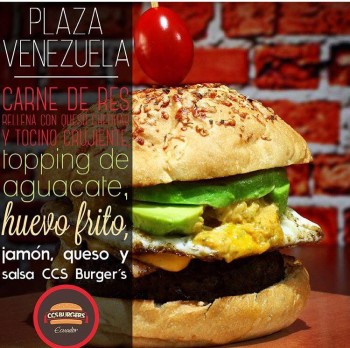 PLAZA
VENEZUELA
CARNE DE RES
RELLENA CON QUESO CHEDDAR
Y TOCINO CRUJIENTE
topping de
aguacate,
huevo frito,
jamón, queso y
salsa CCS Burger´s
CCS BURGERS
Ecuador